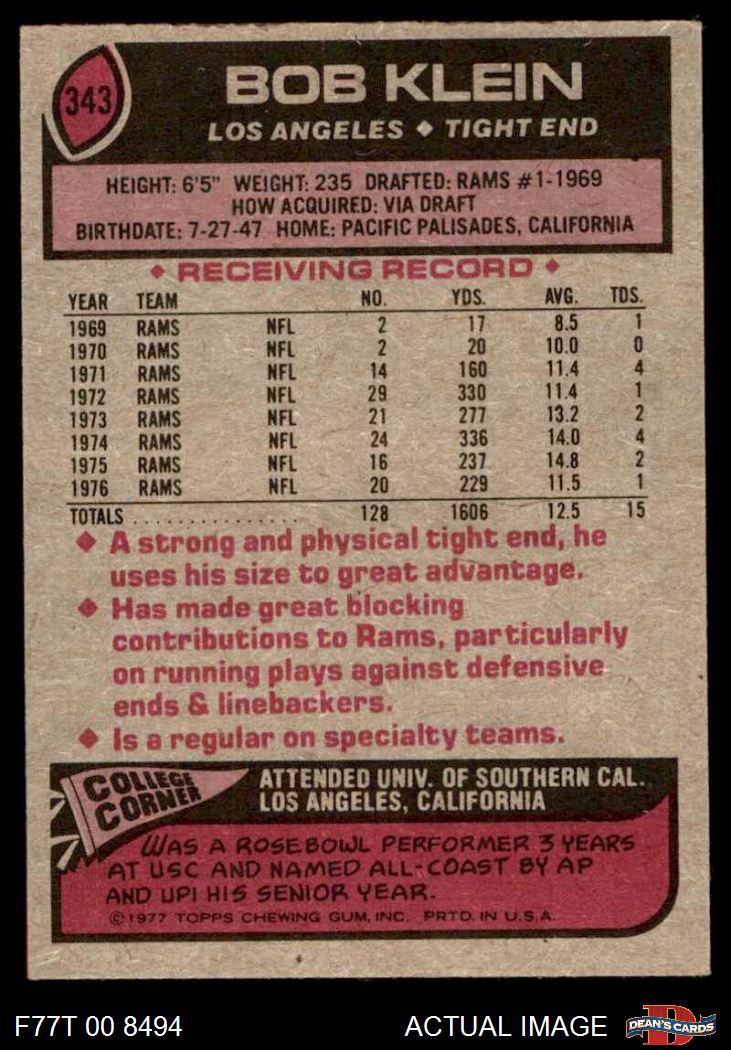 343
BOB KLEIN
LOS ANGELES ◆ TIGHT END
HEIGHT: 6'5" WEIGHT: 235 DRAFTED: RAMS #1-1969
HOW ACQUIRED: VIA DRAFT
BIRTHDATE: 7-27-47 HOME: PACIFIC PALISADES, CALIFORNIA
◆ RECEIVING RECORD ◆
YEAR TEAM NO. YDS. AVG. TDS.
1969 RAMS NFL 2 17 8.5 1
1970 RAMS NFL 2 20 10.0 0
1971 RAMS NFL 14 160 11.4 4
1972 RAMS NFL 29 330 11.4 1
1973 RAMS NFL 21 277 13.2 2
1974 RAMS NFL 24 336 14.0 4
1975 RAMS NFL 16 237 14.8 2
1976 RAMS NFL 20 229 11.5 1
TOTALS ................ 128 1606 12.5 15
◆ A strong and physical tight end, he
uses his size to great advantage.
◆ Has made great blocking
contributions to Rams, particularly
on running plays against defensive
ends & linebackers.
◆ Is a regular on specialty teams.
COLLEGE
CORNER
ATTENDED UNIV. OF SOUTHERN CAL.
LOS ANGELES, CALIFORNIA
WAS A ROSEBOWL PERFORMER 3 YEARS
AT USC AND NAMED ALL-COAST BY AP
AND UPI HIS SENIOR YEAR.
©1977 TOPPS CHEWING GUM, INC. PRTD. IN U.S.A.
F77T 00 8494
ACTUAL IMAGE
D
DEAN'S CARDS